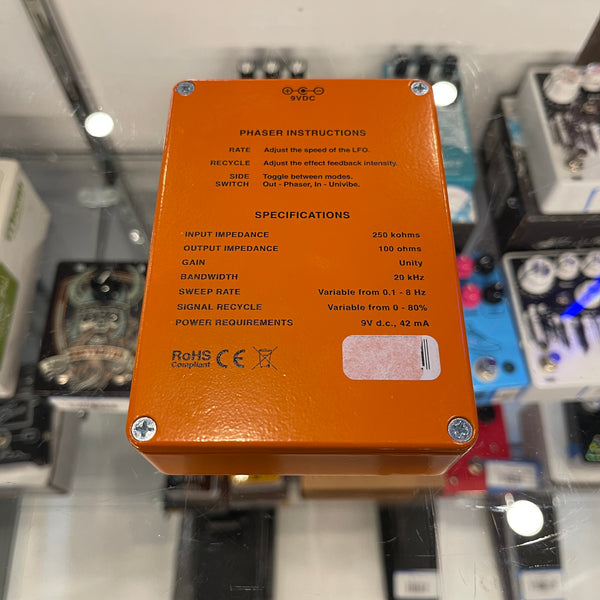 9VDC
PHASER INSTRUCTIONS
RATE Adjust the speed of the LFO.
RECYCLE Adjust the effect feedback intensity.
SIDE Toggle between modes.
SWITCH Out - Phaser, In - Univibe.
SPECIFICATIONS
INPUT IMPEDANCE 250 kohms
OUTPUT IMPEDANCE 100 ohms
GAIN Unity
BANDWIDTH 20 kHz
SWEEP RATE Variable from 0.1 - 8 Hz
SIGNAL RECYCLE Variable from 0 - 80%
POWER REQUIREMENTS 9V d.c., 42 mA
RoHS CE
Compliant